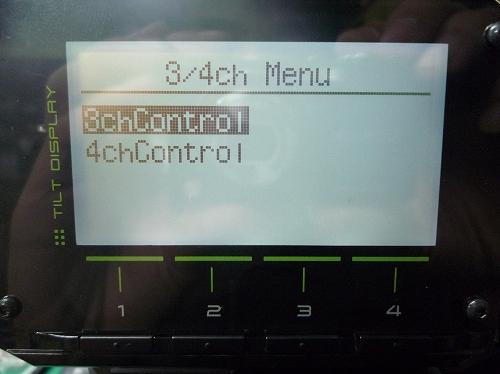 3/4ch Menu
3chControl
4chControl
TILT DISPLAY
1 2 3 4